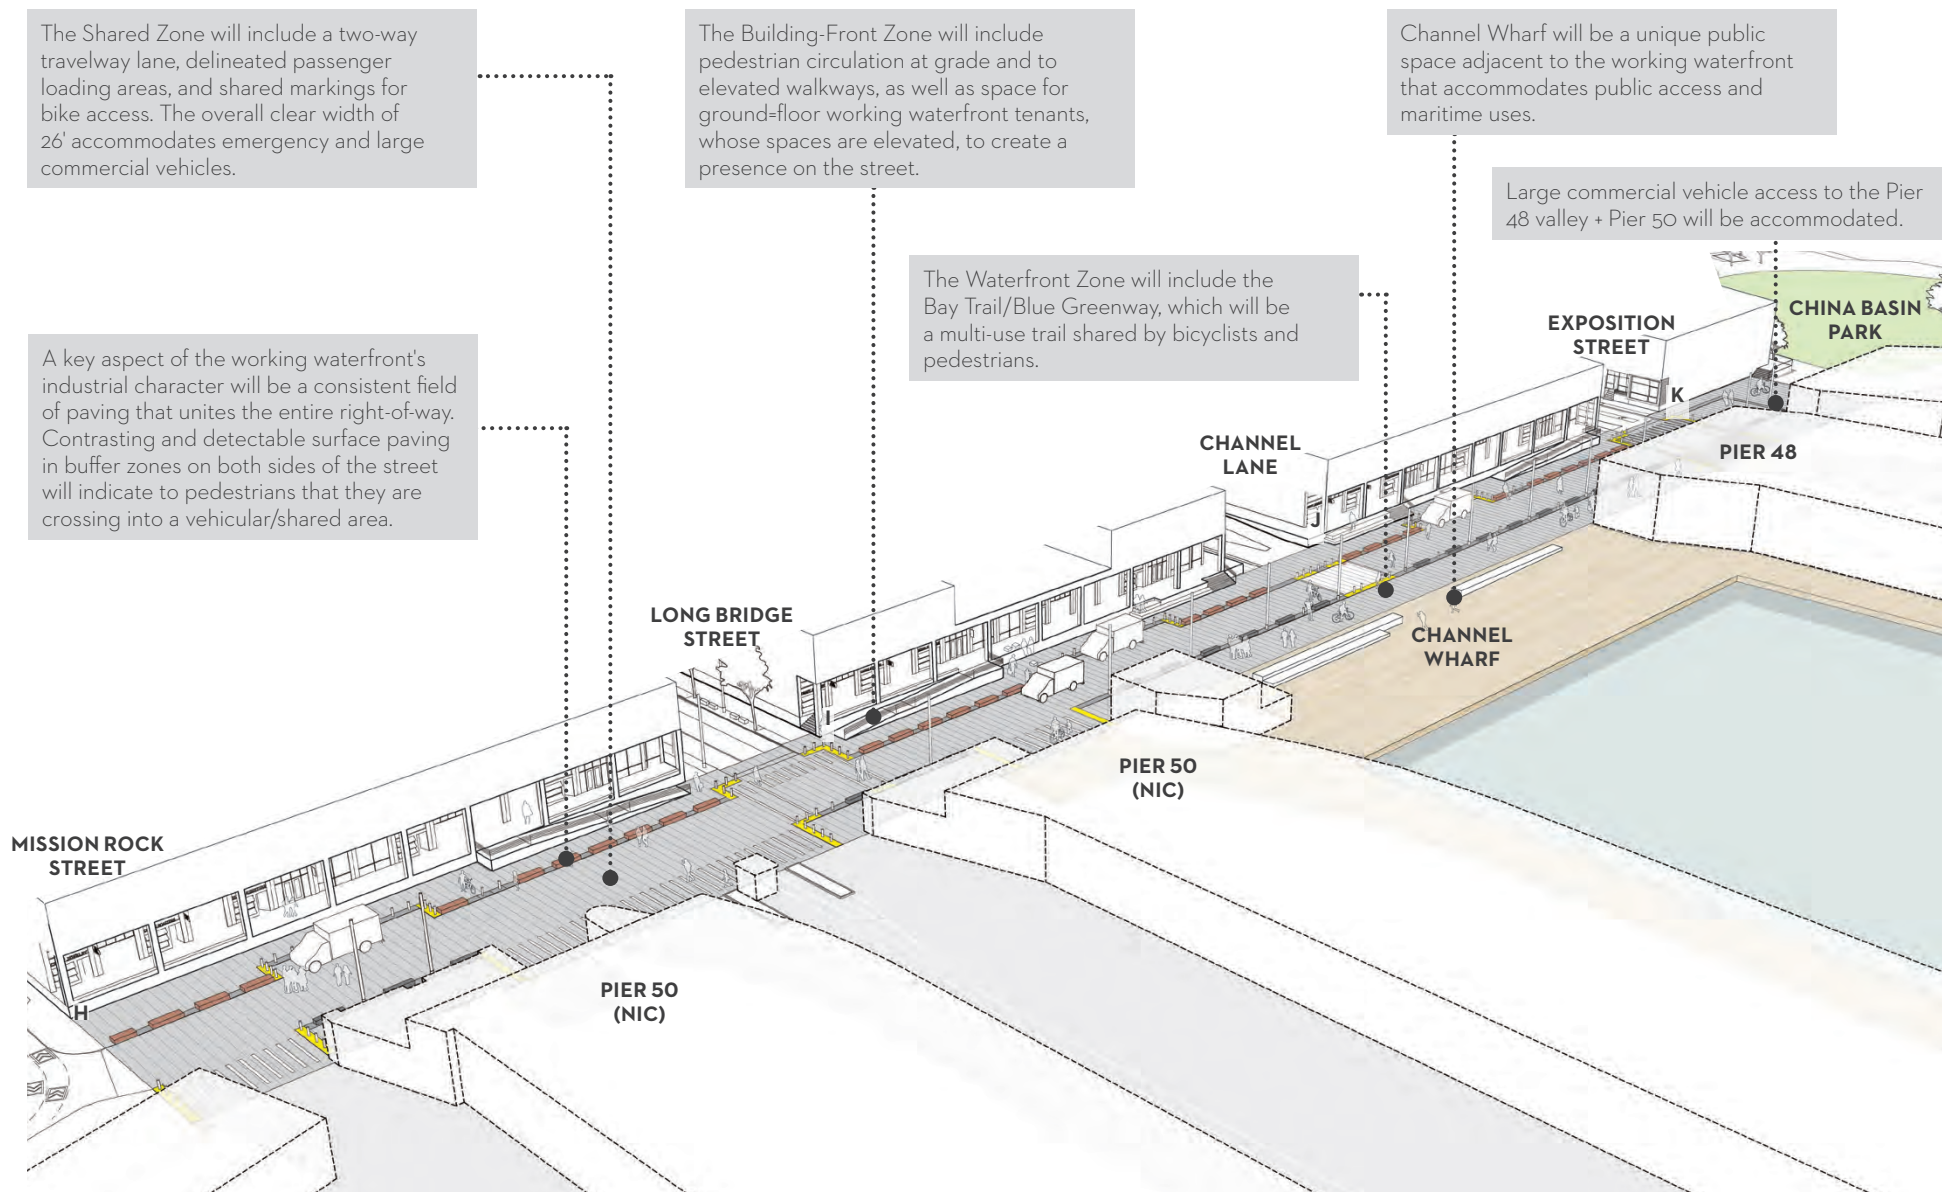 The Shared Zone will include a two-way
travelway lane, delineated passenger
loading areas, and shared markings for
bike access. The overall clear width of
26' accommodates emergency and large
commercial vehicles.
The Building-Front Zone will include
pedestrian circulation at grade and to
elevated walkways, as well as space for
ground=floor working waterfront tenants,
whose spaces are elevated, to create a
presence on the street.
Channel Wharf will be a unique public
space adjacent to the working waterfront
that accommodates public access and
maritime uses.
Large commercial vehicle access to the Pier
48 valley + Pier 50 will be accommodated.
The Waterfront Zone will include the
Bay Trail/Blue Greenway, which will be
a multi-use trail shared by bicyclists and
pedestrians.
A key aspect of the working waterfront's
industrial character will be a consistent field
of paving that unites the entire right-of-way.
Contrasting and detectable surface paving
in buffer zones on both sides of the street
will indicate to pedestrians that they are
crossing into a vehicular/shared area.
CHINA BASIN
PARK
EXPOSITION
STREET
K
PIER 48
CHANNEL
LANE
J
LONG BRIDGE
STREET
CHANNEL
WHARF
I
PIER 50
(NIC)
MISSION ROCK
STREET
PIER 50
(NIC)
H